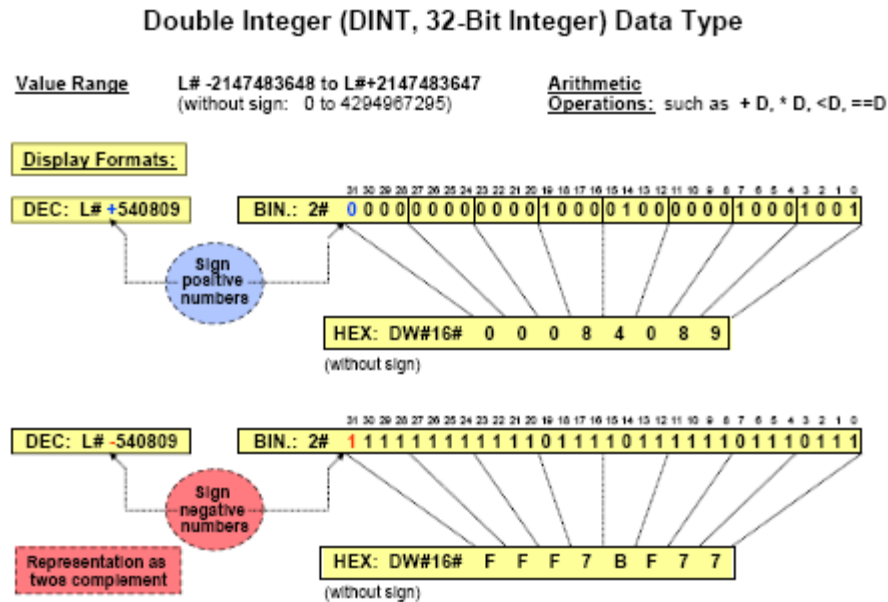 Double Integer (DINT, 32-Bit Integer) Data Type
Value Range L# -2147483648 to L#+2147483647 Arithmetic
(without sign: 0 to 4294967295) Operations: such as + D, * D, <D, ==D
Display Formats:
31 30 29 28 27 26 25 24 23 22 21 20 19 18 17 16 15 14 13 12 11 10 9 8 7 6 5 4 3 2 1 0
DEC: L# +540809 BIN.: 2# 0 0 0 0 0 0 0 0 0 0 0 0 1 0 0 0 0 1 0 0 0 0 0 0 1 0 0 0 1 0 0 1
Sign
positive
numbers
HEX: DW#16# 0 0 0 8 4 0 8 9
(without sign)
31 30 29 28 27 26 25 24 23 22 21 20 19 18 17 16 15 14 13 12 11 10 9 8 7 6 5 4 3 2 1 0
DEC: L# -540809 BIN.: 2# 1 1 1 1 1 1 1 1 1 1 1 1 0 1 1 1 1 0 1 1 1 1 1 1 0 1 1 1 0 1 1 1
Sign
negative
numbers
Representation as
twos complement
HEX: DW#16# F F F 7 B F 7 7
(without sign)